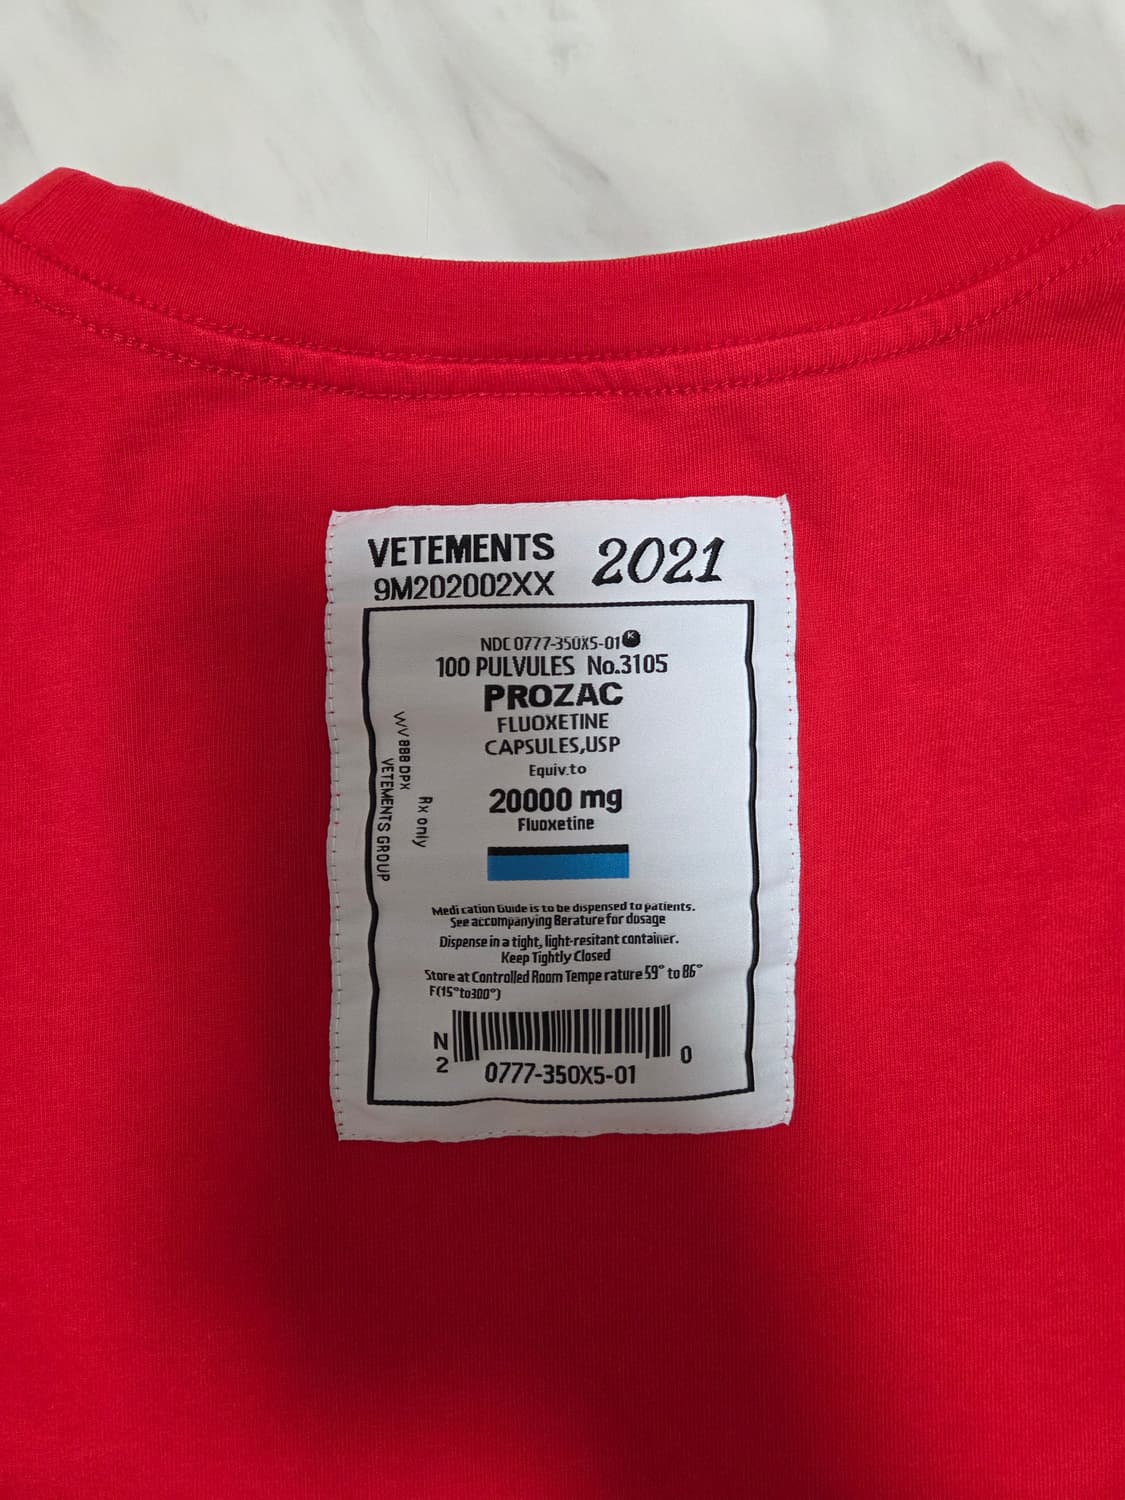 VETEMENTS 2021
9M202002XX
NDC 0777-350X5-01 K
100 PULVULES No.3105
PROZAC
FLUOXETINE
CAPSULES,USP
Equiv.to
20000 mg
Fluoxetine
WV 888 DPX
VETEMENTS GROUP
Rx only
Medi cation Guide is to be dispensed to patients.
See accompanying Berature for dosage
Dispense in a tight, light-resitant container.
Keep Tightly Closed
Store at Controlled Room Tempe rature 59° to 86°
F(15°to300°)
N
2 0
0777-350X5-01